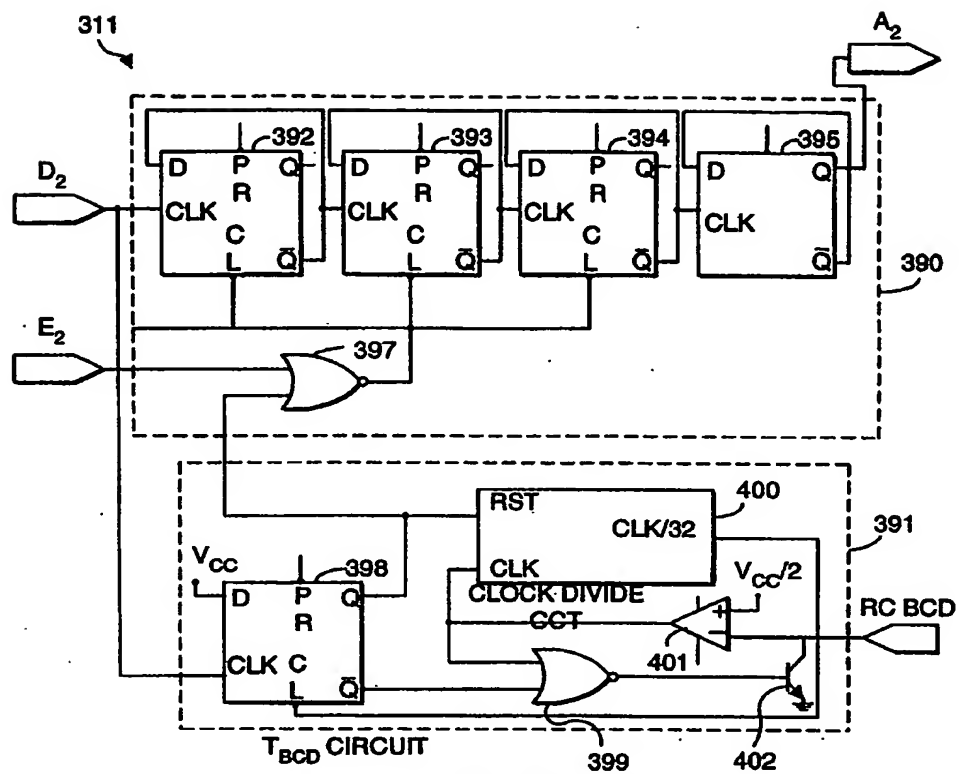 311
A2
392
393
394
395
D P R C L Q Q̅ CLK
D P R C L Q Q̅ CLK
D P R C L Q Q̅ CLK
D Q Q̅ CLK
D2
390
E2
397
RST
400
CLK/32
391
VCC
398
CLK
CLOCK DIVIDE
CCT
VCC/2
RC BCD
D P R C L Q Q̅ CLK
+
−
401
402
399
TBCD CIRCUIT